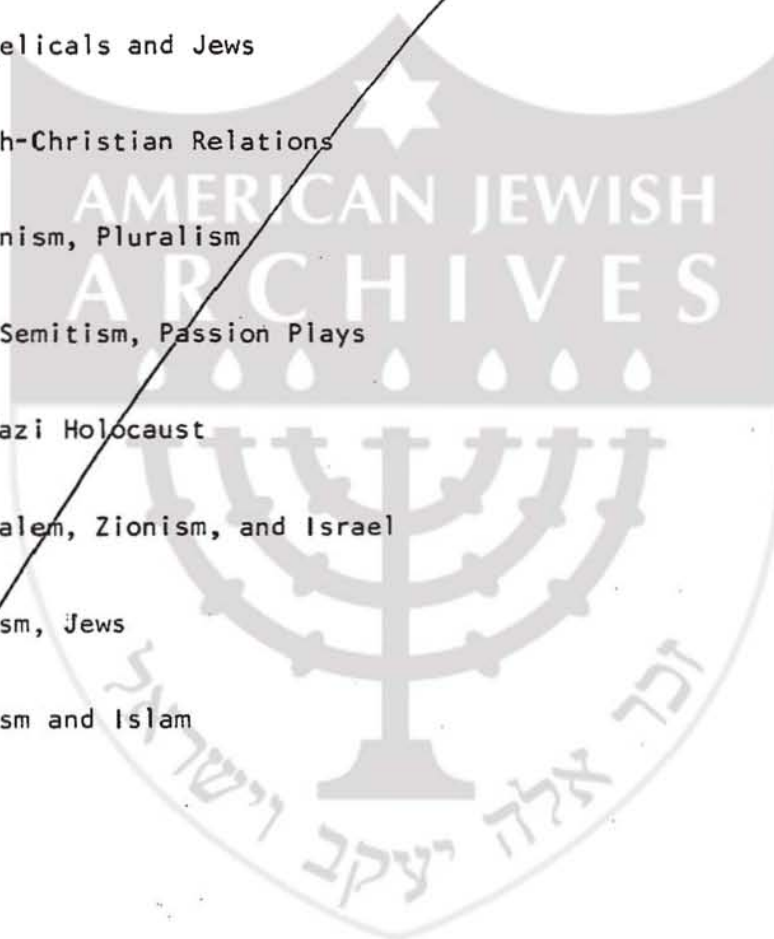 elicals and Jews
h-Christian Relations
AMERICAN JEWISH
nism, Pluralism
ARCHIVES
Semitism, Passion Plays
azi Holocaust
alem, Zionism, and Israel
sm, Jews
sm and Islam
זכר אלה יעקב וישראל